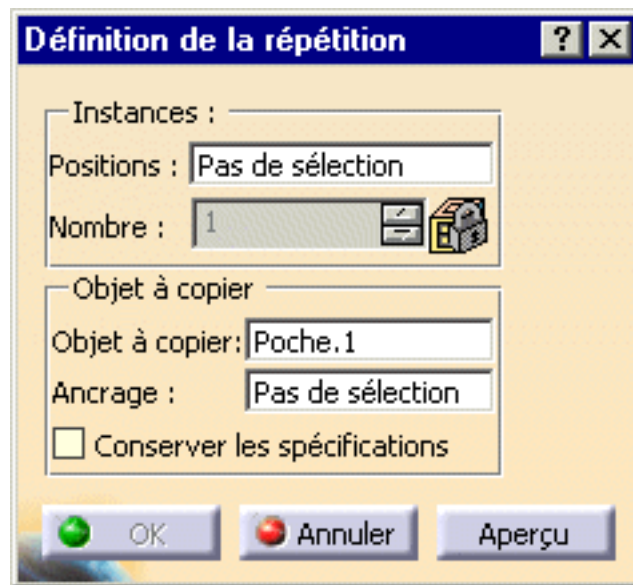 Définition de la répétition ? ×
Instances :
Positions : Pas de sélection
Nombre : 1
Objet à copier
Objet à copier: Poche.1
Ancrage : Pas de sélection
Conserver les spécifications
OK Annuler Aperçu